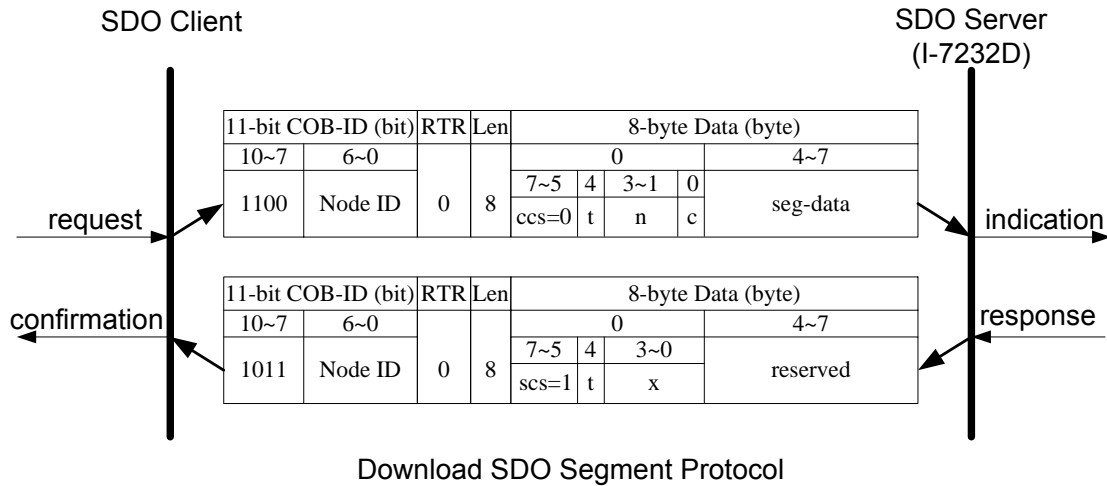 SDO Client
SDO Server
(I-7232D)
11-bit COB-ID (bit) RTR Len 8-byte Data (byte)
10~7 6~0 0 4~7
1100 Node ID 0 8 7~5 4 3~1 0 seg-data
ccs=0 t n c
request
indication
11-bit COB-ID (bit) RTR Len 8-byte Data (byte)
10~7 6~0 0 4~7
1011 Node ID 0 8 7~5 4 3~0 reserved
scs=1 t x
confirmation
response
Download SDO Segment Protocol